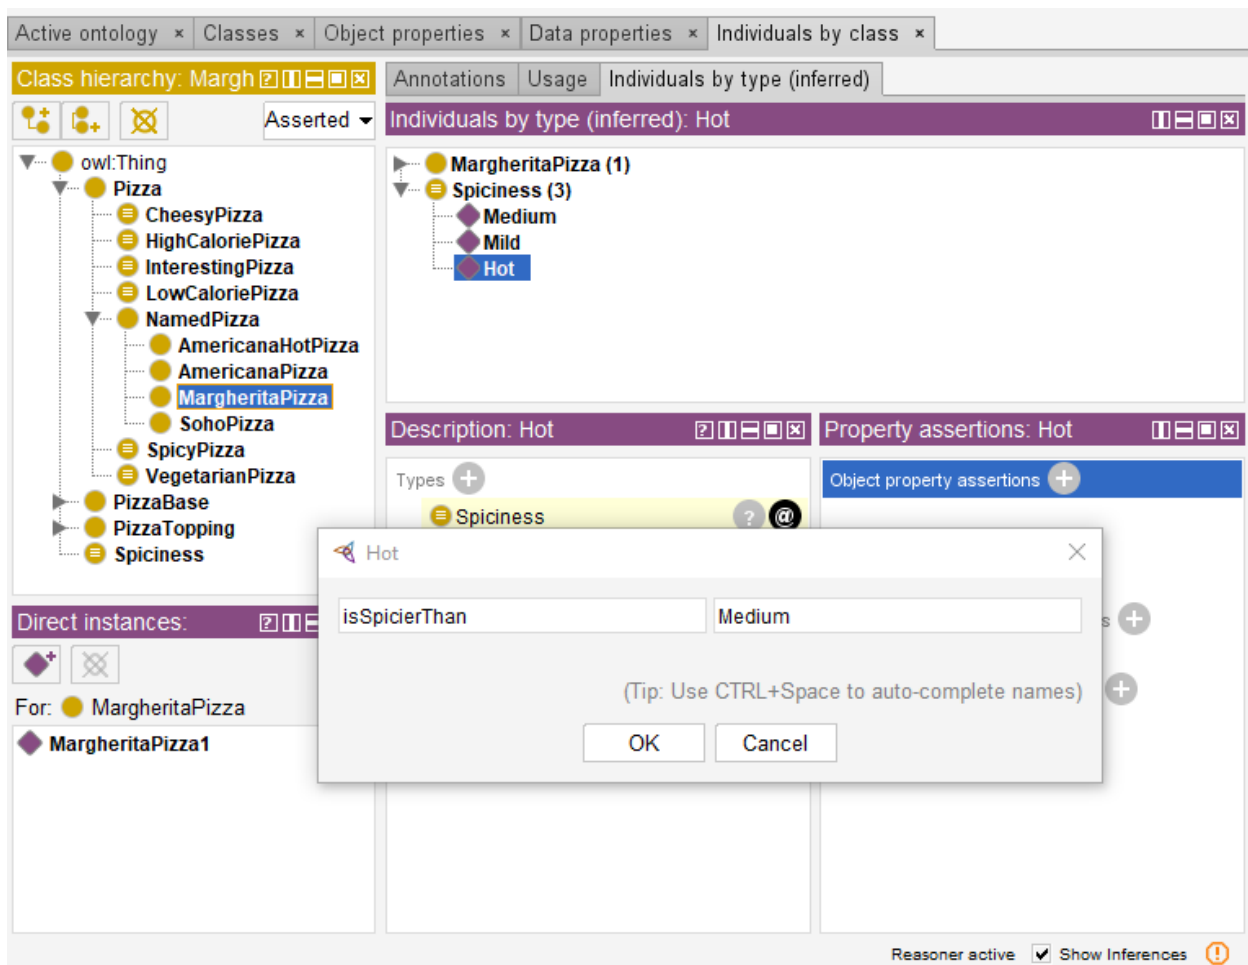 Active ontology × Classes × Object properties × Data properties × Individuals by class ×
Class hierarchy: Margh
Asserted
owl:Thing
Pizza
CheesyPizza
HighCaloriePizza
InterestingPizza
LowCaloriePizza
NamedPizza
AmericanaHotPizza
AmericanaPizza
MargheritaPizza
SohoPizza
SpicyPizza
VegetarianPizza
PizzaBase
PizzaTopping
Spiciness
Direct instances:
For: MargheritaPizza
MargheritaPizza1
Annotations Usage Individuals by type (inferred)
Individuals by type (inferred): Hot
MargheritaPizza (1)
Spiciness (3)
Medium
Mild
Hot
Description: Hot
Types
Spiciness ? @
Property assertions: Hot
Object property assertions
s
Hot
isSpicierThan Medium
(Tip: Use CTRL+Space to auto-complete names)
OK Cancel
Reasoner active Show Inferences